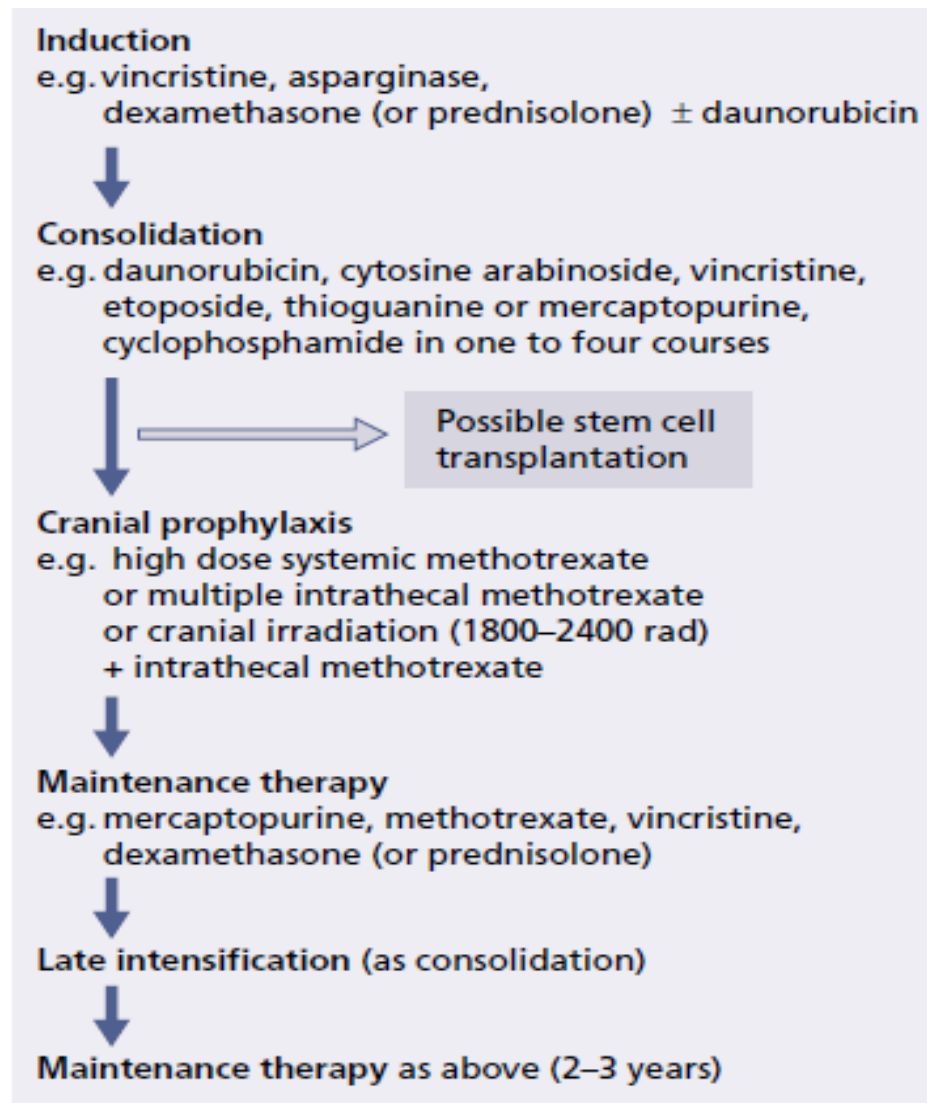 Induction
e.g. vincristine, asparginase,
dexamethasone (or prednisolone) ± daunorubicin
Consolidation
e.g. daunorubicin, cytosine arabinoside, vincristine,
etoposide, thioguanine or mercaptopurine,
cyclophosphamide in one to four courses
Possible stem cell
transplantation
Cranial prophylaxis
e.g. high dose systemic methotrexate
or multiple intrathecal methotrexate
or cranial irradiation (1800–2400 rad)
+ intrathecal methotrexate
Maintenance therapy
e.g. mercaptopurine, methotrexate, vincristine,
dexamethasone (or prednisolone)
Late intensification (as consolidation)
Maintenance therapy as above (2–3 years)